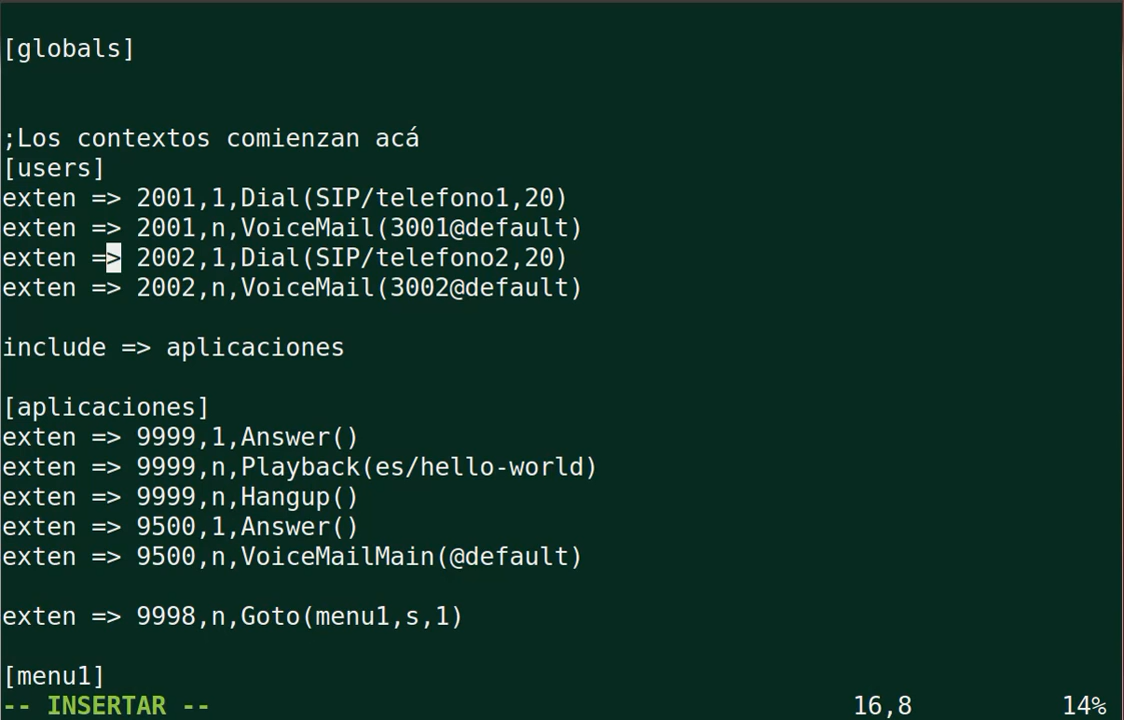 [globals]
;Los contextos comienzan acá
[users]
exten => 2001,1,Dial(SIP/telefono1,20)
exten => 2001,n,VoiceMail(3001@default)
exten => 2002,1,Dial(SIP/telefono2,20)
exten => 2002,n,VoiceMail(3002@default)
include => aplicaciones
[aplicaciones]
exten => 9999,1,Answer()
exten => 9999,n,Playback(es/hello-world)
exten => 9999,n,Hangup()
exten => 9500,1,Answer()
exten => 9500,n,VoiceMailMain(@default)
exten => 9998,n,Goto(menu1,s,1)
[menu1]
-- INSERTAR -- 16,8 14%